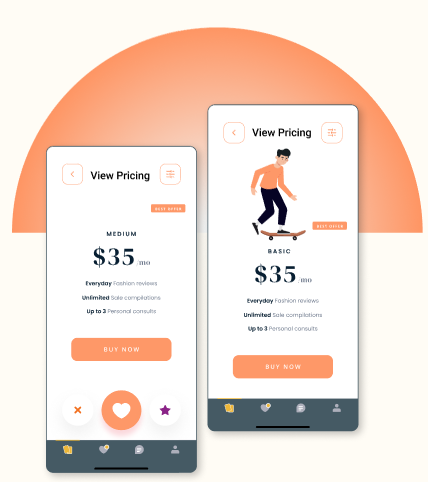 View Pricing
BEST OFFER
MEDIUM
$35 /mo
Everyday Fashion reviews
Unlimited Sale compilations
Up to 3 Personal consults
BUY NOW
View Pricing
BEST OFFER
BASIC
$35 /mo
Everyday Fashion reviews
Unlimited Sale compilations
Up to 3 Personal consults
BUY NOW